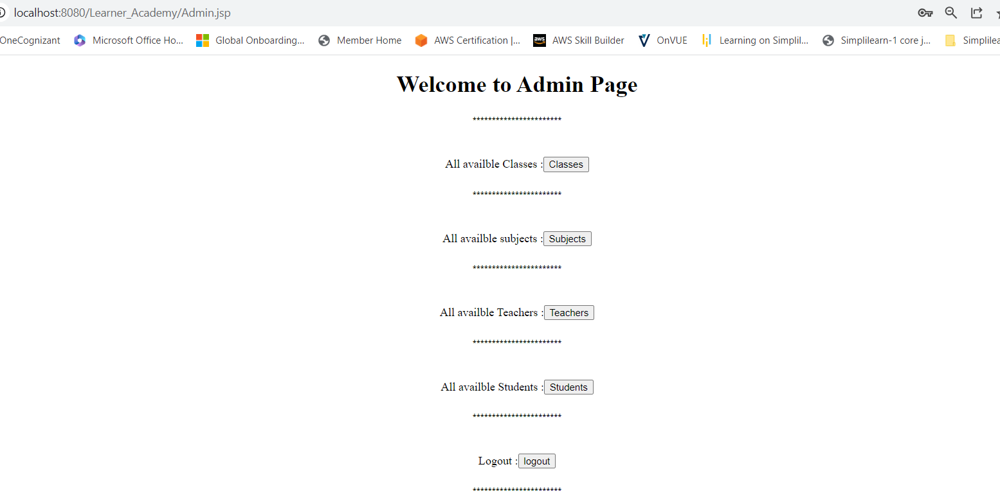 localhost:8080/Learner_Academy/Admin.jsp
OneCognizant Microsoft Office Ho... Global Onboarding... Member Home AWS Certification |... aws AWS Skill Builder OnVUE Learning on Simplil... Simplilearn-1 core j... Simplilea
Welcome to Admin Page
***********************
All availble Classes :Classes
***********************
All availble subjects :Subjects
***********************
All availble Teachers :Teachers
***********************
All availble Students :Students
***********************
Logout :logout
***********************